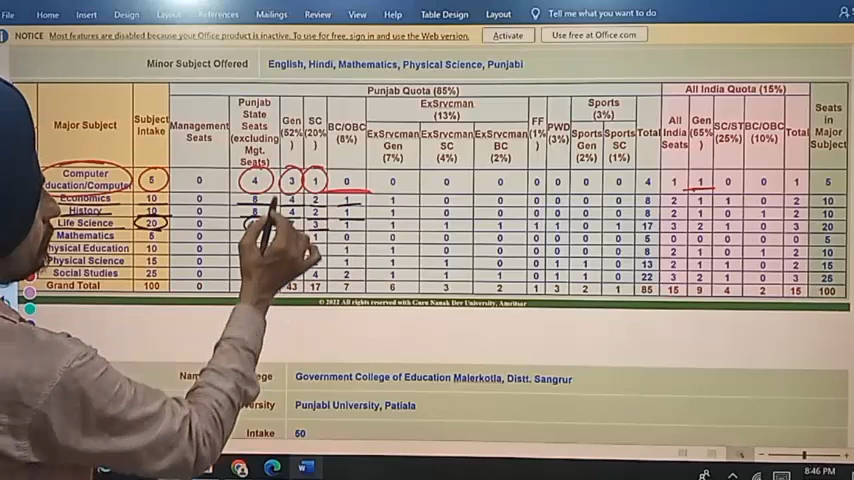 File Home Insert Design Layout References Mailings Review View Help Table Design Layout Tell me what you want to do
NOTICE Most features are disabled because your Office product is inactive. To use for free, sign in and use the Web version. Activate Use free at Office.com
Minor Subject Offered English, Hindi, Mathematics, Physical Science, Punjabi
Punjab Quota (85%) All India Quota (15%)
Major Subject Subject Intake Management Seats Punjab State Seats (excluding Mgt. Seats) Gen (52%) SC (20%) BC/OBC (8%) ExSrvcman (13%) ExSrvcman Gen (7%) ExSrvcman SC (4%) ExSrvcman BC (2%) FF (1%) PWD (3%) Sports (3%) Sports Gen (2%) Sports SC (1%) Total All India Seats Gen (65%) SC/ST (25%) BC/OBC (10%) Total Seats in Major Subject
Computer
ducation/Computer 5 0 4 3 1 0 0 0 0 0 0 0 0 4 1 1 0 0 1 5
Economics 10 0 8 4 2 1 1 0 0 0 0 0 0 8 2 1 1 0 2 10
History 10 0 8 4 2 1 1 0 0 0 0 0 0 8 2 1 0 1 2 10
Life Science 20 0 3 1 1 1 1 1 1 1 0 17 3 2 1 0 3 20
Mathematics 5 0 1 0 0 0 0 0 0 0 0 5 0 0 0 0 0 5
Physical Education 10 0 1 1 0 0 0 0 0 0 8 2 1 0 1 2 10
Physical Science 15 0 1 1 1 0 0 1 1 0 13 2 1 1 0 2 15
Social Studies 25 0 4 2 1 1 1 0 1 1 0 22 3 2 1 0 3 25
Grand Total 100 0 43 17 7 6 3 2 1 3 2 1 85 15 9 4 2 15 100
© 2022 All rights reserved with Guru Nanak Dev University, Amritsar
Government College of Education Malerkotla, Distt. Sangrur
Punjabi University, Patiala
Intake 50
8:46 PM